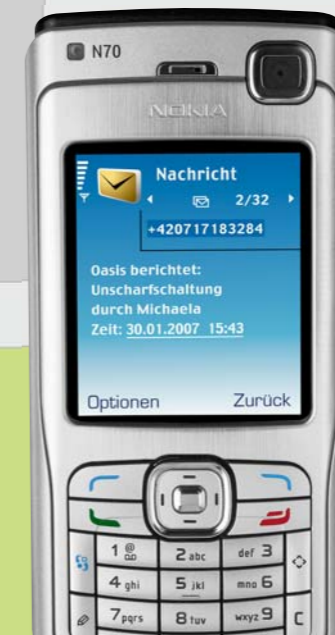 N70
NOKIA
Nachricht
2/32
+420717183284
Oasis berichtet:
Unscharfschaltung
durch Michaela
Zeit: 30.01.2007 15:43
Optionen Zurück
1 2 abc def 3
4 ghi 5 jkl mno 6
7 pqrs 8 tuv wxyz 9 C